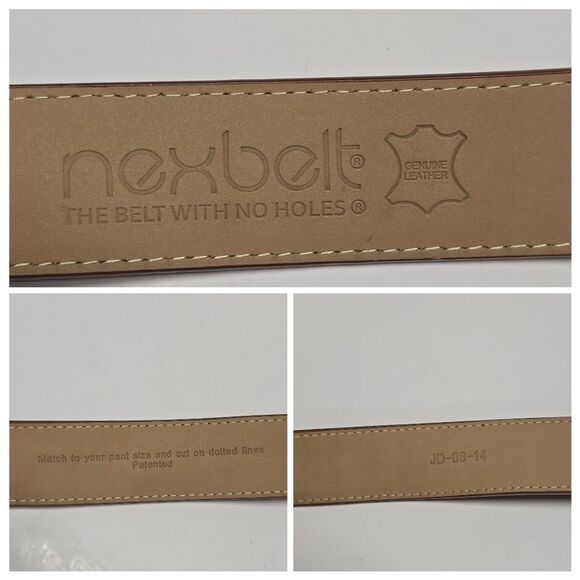 nexbelt®
THE BELT WITH NO HOLES ®
GENUINE
LEATHER
Match to your pant size and cut on dotted lines
Patented
JD-08-14